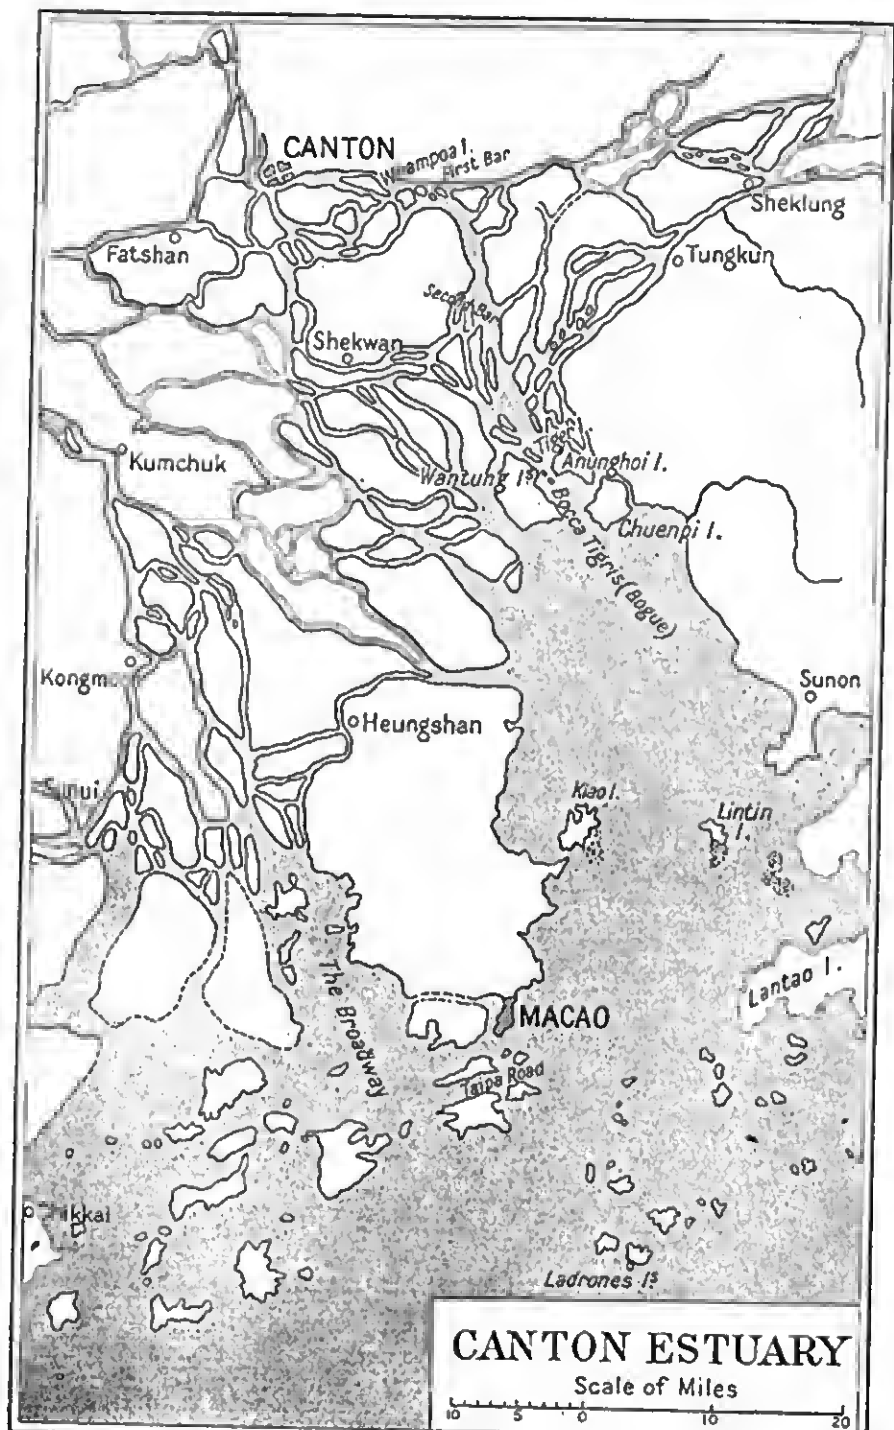 CANTON
Whampoa I.
First Bar
Sheklung
Fatshan
Tungkun
Second Bar
Shekwan
Tiger I.
Kumchuk
Wantung Is
Anunghoi I.
Chuenpi I.
Bocca Tigris (Bogue)
Kongmoon
Sunon
Heungshan
Kiao I.
Lintin
I.
Sunui
The Broadway
Lantao I.
MACAO
Taipa Road
Ladrones Is
CANTON ESTUARY
Scale of Miles
10 5 0 10 20